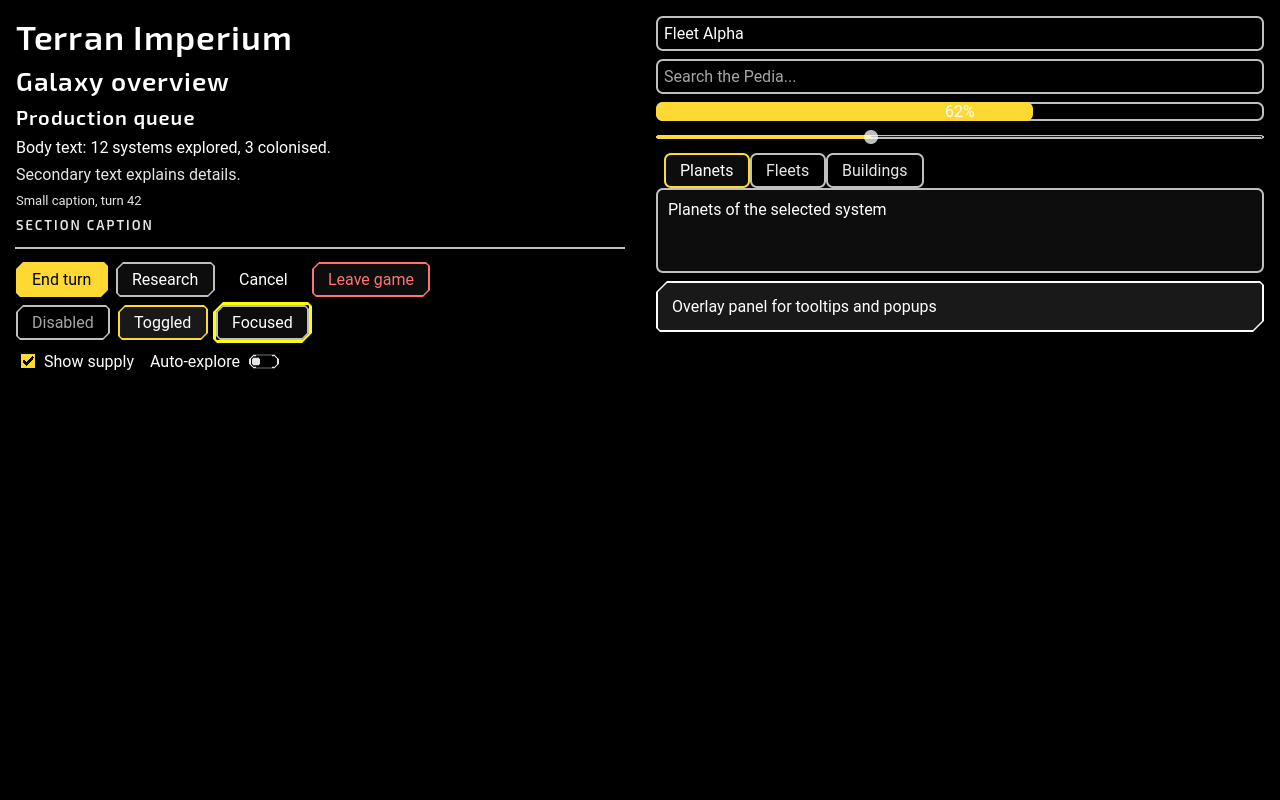 Terran Imperium
Galaxy overview
Production queue
Body text: 12 systems explored, 3 colonised.
Secondary text explains details.
Small caption, turn 42
SECTION CAPTION
End turn
Research
Cancel
Leave game
Disabled
Toggled
Focused
Show supply
Auto-explore
Fleet Alpha
Search the Pedia...
62%
Planets
Fleets
Buildings
Planets of the selected system
Overlay panel for tooltips and popups